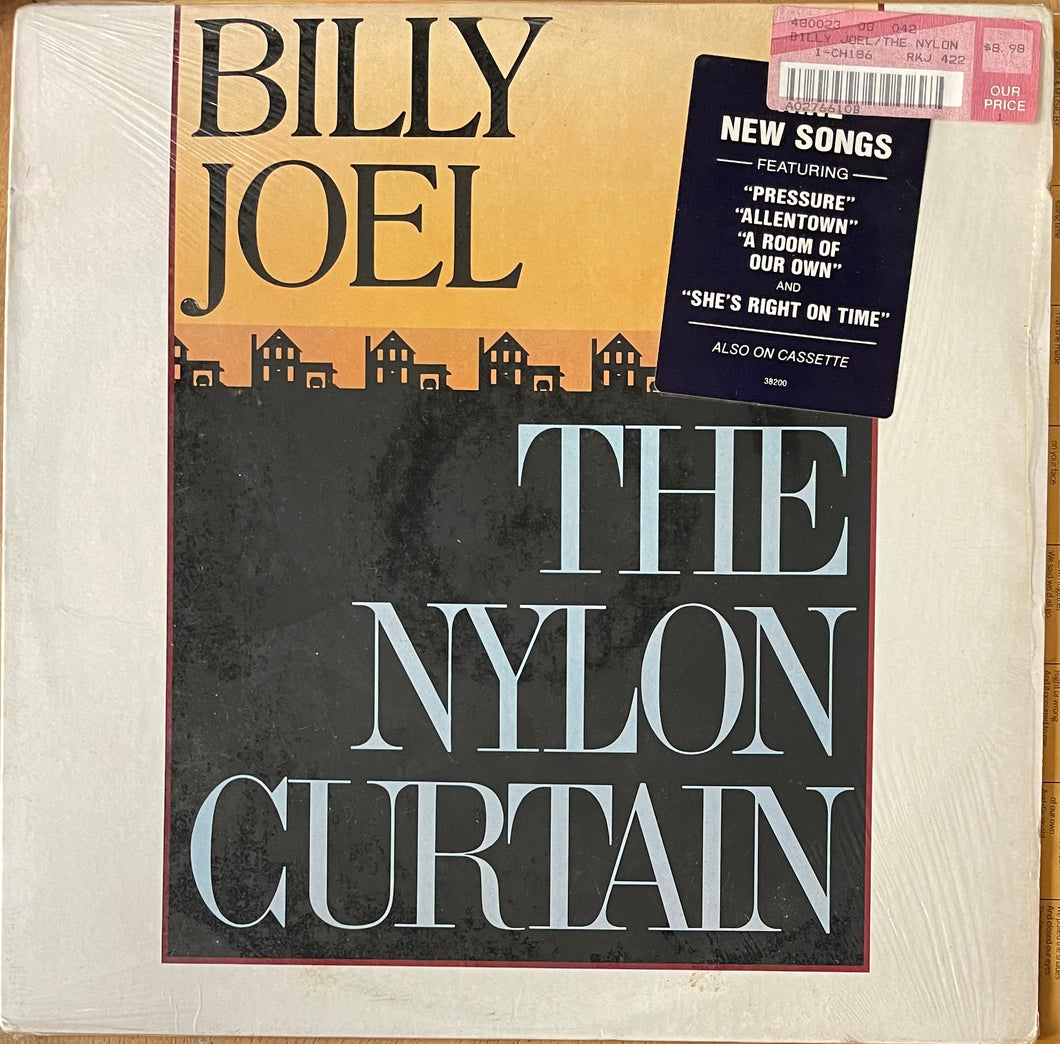 BILLY
JOEL
480023 08 042
BILLY JOEL/THE NYLON
1-CH186 RKJ 422
A0276610B
$8.98
OUR
PRICE
1
NEW SONGS
FEATURING
“PRESSURE”
“ALLENTOWN”
“A ROOM OF
OUR OWN”
AND
“SHE’S RIGHT ON TIME”
ALSO ON CASSETTE
38200
THE
NYLON
CURTAIN